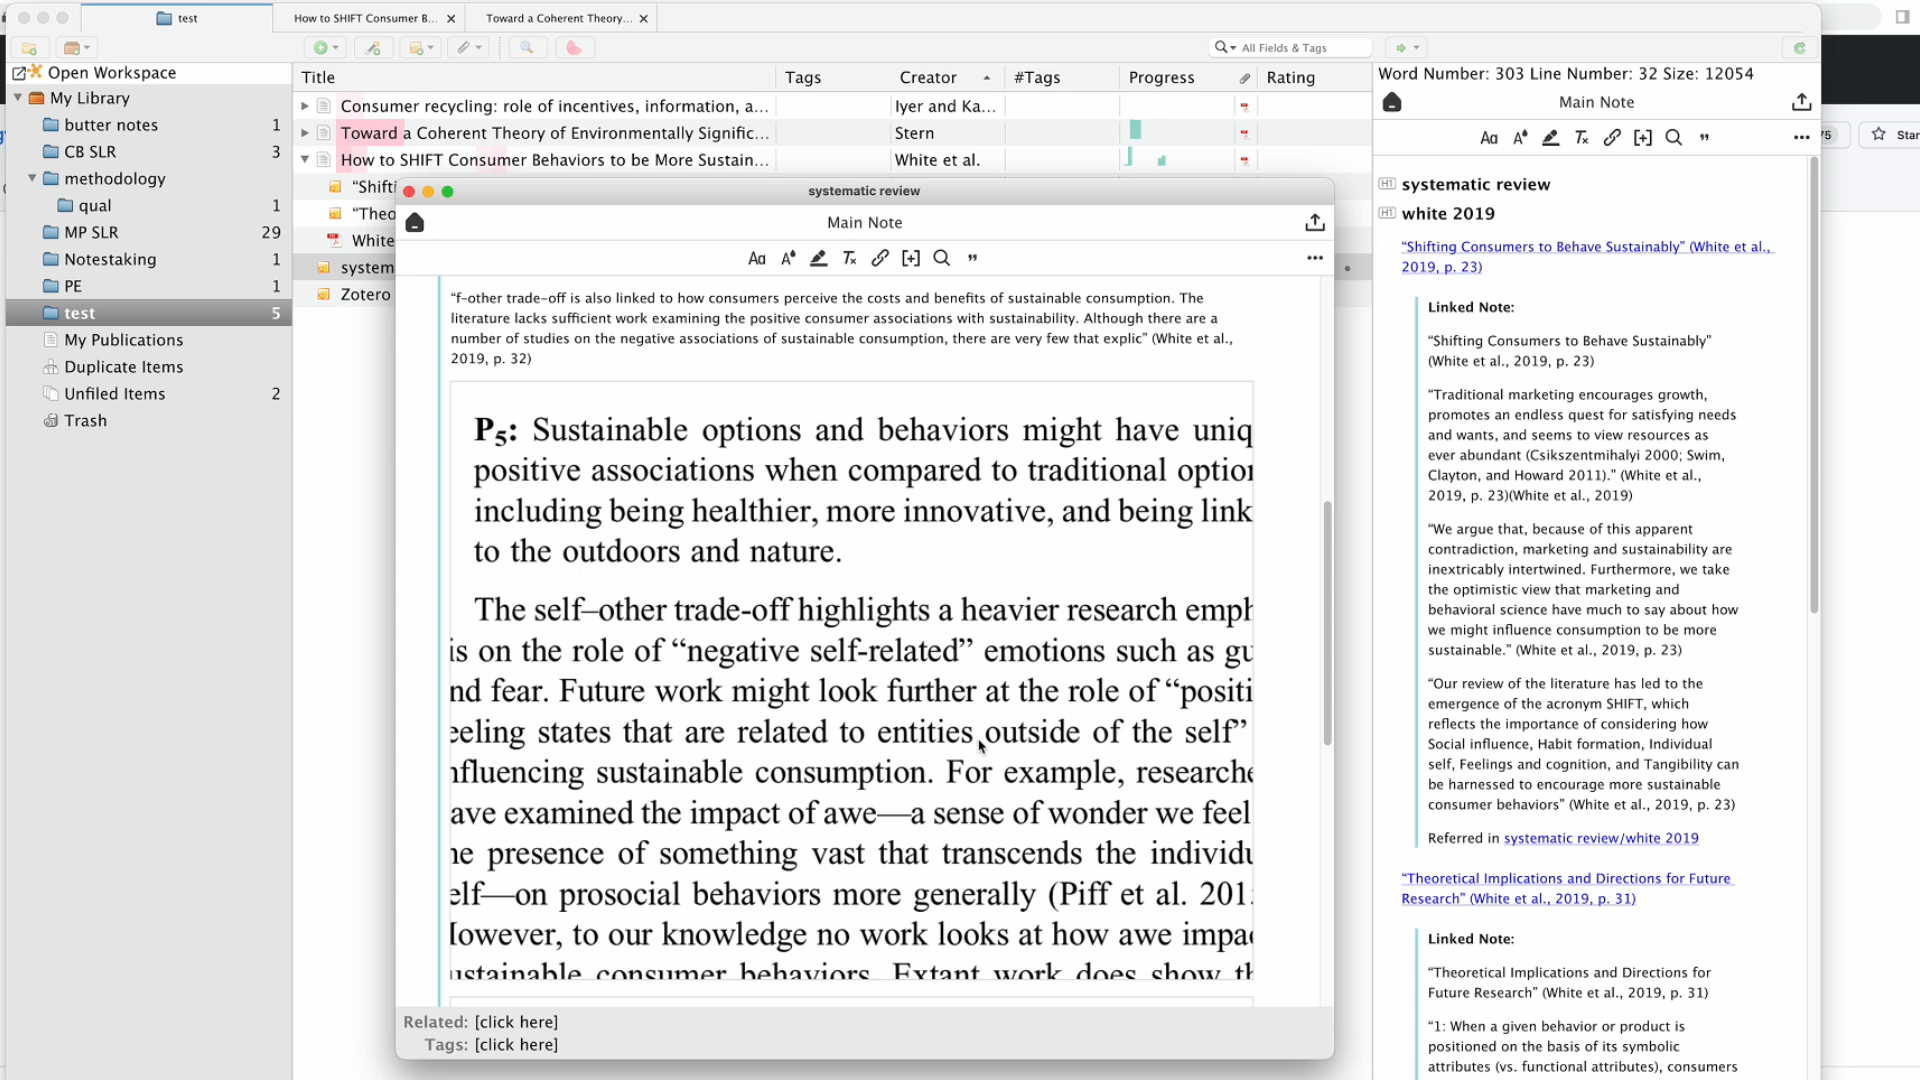 test
How to SHIFT Consumer B...
Toward a Coherent Theory...
All Fields & Tags
Open Workspace
My Library
butter notes 1
CB SLR 3
methodology
qual 1
MP SLR 29
Notestaking 1
PE 1
test 5
My Publications
Duplicate Items
Unfiled Items 2
Trash
Title Tags Creator #Tags Progress Rating
Consumer recycling: role of incentives, information, a... Iyer and Ka...
Toward a Coherent Theory of Environmentally Signific... Stern
How to SHIFT Consumer Behaviors to be More Sustain... White et al.
“Shifti
“Theo
White
system
Zotero
systematic review
Main Note
“f-other trade-off is also linked to how consumers perceive the costs and benefits of sustainable consumption. The
literature lacks sufficient work examining the positive consumer associations with sustainability. Although there are a
number of studies on the negative associations of sustainable consumption, there are very few that explic” (White et al.,
2019, p. 32)
P5: Sustainable options and behaviors might have uniq
positive associations when compared to traditional option
including being healthier, more innovative, and being link
to the outdoors and nature.
The self–other trade-off highlights a heavier research emph
is on the role of “negative self-related” emotions such as gu
nd fear. Future work might look further at the role of “positi
eeling states that are related to entities outside of the self”
nfluencing sustainable consumption. For example, researche
ave examined the impact of awe—a sense of wonder we feel
he presence of something vast that transcends the individu
elf—on prosocial behaviors more generally (Piff et al. 201
However, to our knowledge no work looks at how awe impac
ustainable consumer behaviors. Extant work does show th
Related: [click here]
Tags: [click here]
Word Number: 303 Line Number: 32 Size: 12054
Main Note
H1 systematic review
H1 white 2019
“Shifting Consumers to Behave Sustainably” (White et al.,
2019, p. 23)
Linked Note:
“Shifting Consumers to Behave Sustainably”
(White et al., 2019, p. 23)
“Traditional marketing encourages growth,
promotes an endless quest for satisfying needs
and wants, and seems to view resources as
ever abundant (Csikszentmihalyi 2000; Swim,
Clayton, and Howard 2011).” (White et al.,
2019, p. 23)(White et al., 2019)
“We argue that, because of this apparent
contradiction, marketing and sustainability are
inextricably intertwined. Furthermore, we take
the optimistic view that marketing and
behavioral science have much to say about how
we might influence consumption to be more
sustainable.” (White et al., 2019, p. 23)
“Our review of the literature has led to the
emergence of the acronym SHIFT, which
reflects the importance of considering how
Social influence, Habit formation, Individual
self, Feelings and cognition, and Tangibility can
be harnessed to encourage more sustainable
consumer behaviors” (White et al., 2019, p. 23)
Referred in systematic review/white 2019
“Theoretical Implications and Directions for Future
Research” (White et al., 2019, p. 31)
Linked Note:
“Theoretical Implications and Directions for
Future Research” (White et al., 2019, p. 31)
“1: When a given behavior or product is
positioned on the basis of its symbolic
attributes (vs. functional attributes), consumers
75
Star